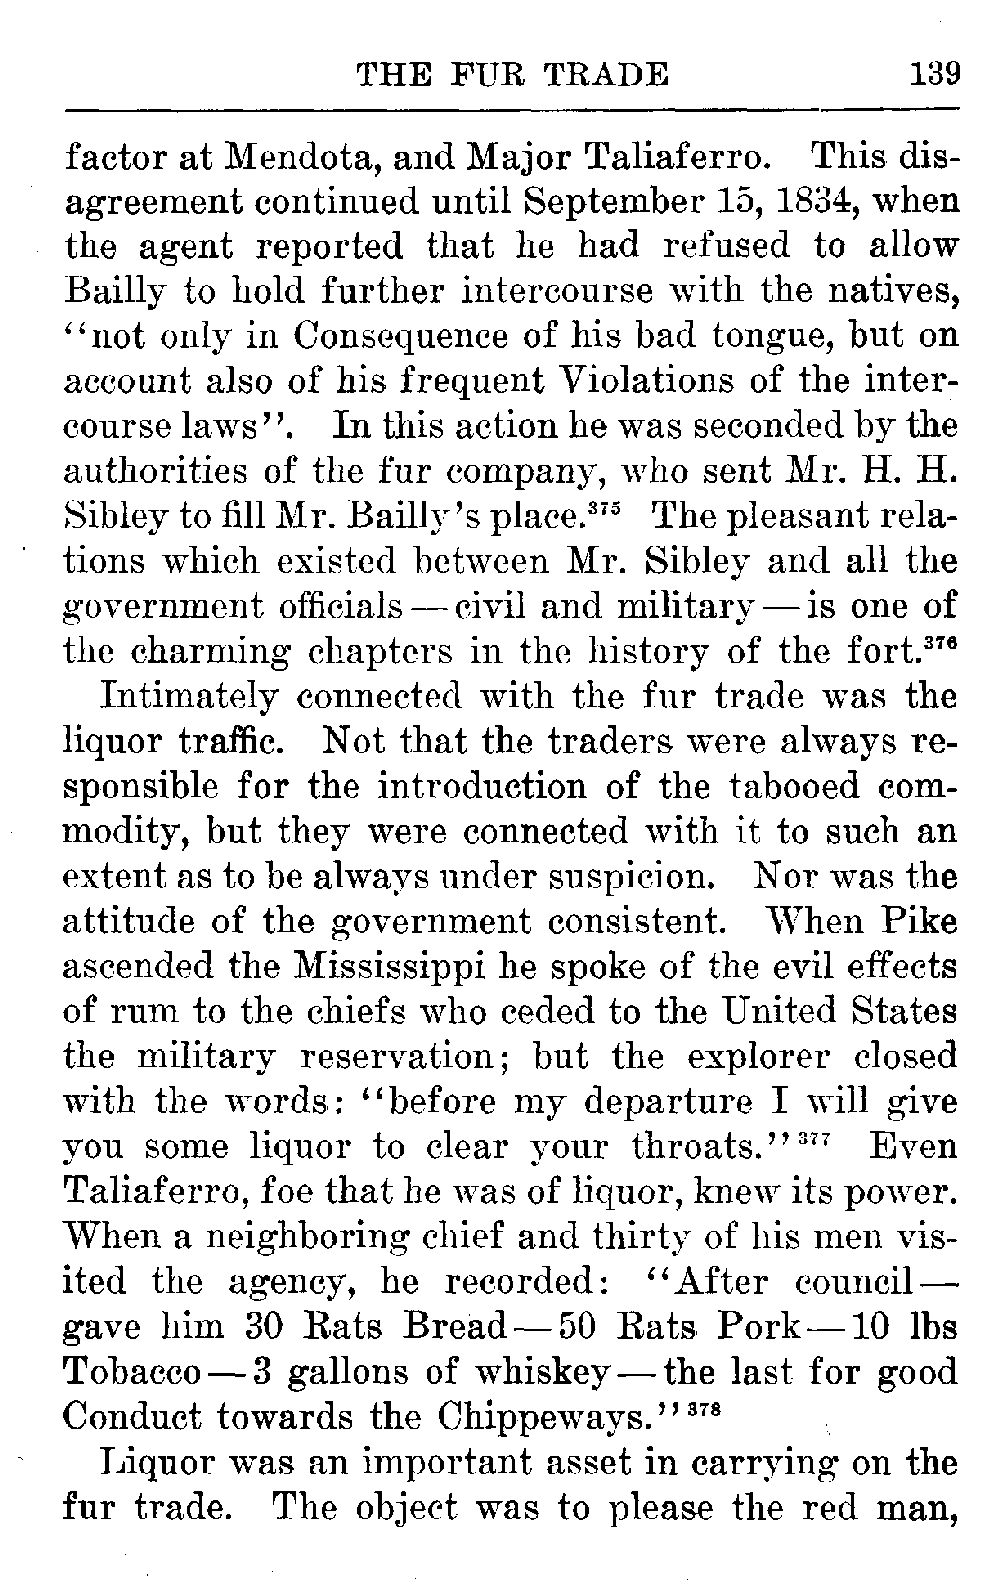 THE FUR TRADE 139
factor at Mendota, and Major Taliaferro. This dis-
agreement continued until September 15, 1834, when
the agent reported that he had refused to allow
Bailly to hold further intercourse with the natives,
‘‘not only in Consequence of his bad tongue, but on
account also of his frequent Violations of the inter-
course laws’’. In this action he was seconded by the
authorities of the fur company, who sent Mr. H. H.
Sibley to fill Mr. Bailly’s place.³⁷⁵ The pleasant rela-
tions which existed between Mr. Sibley and all the
government officials — civil and military — is one of
the charming chapters in the history of the fort.³⁷⁶
Intimately connected with the fur trade was the
liquor traffic. Not that the traders were always re-
sponsible for the introduction of the tabooed com-
modity, but they were connected with it to such an
extent as to be always under suspicion. Nor was the
attitude of the government consistent. When Pike
ascended the Mississippi he spoke of the evil effects
of rum to the chiefs who ceded to the United States
the military reservation; but the explorer closed
with the words: ‘‘before my departure I will give
you some liquor to clear your throats.’’ ³⁷⁷ Even
Taliaferro, foe that he was of liquor, knew its power.
When a neighboring chief and thirty of his men vis-
ited the agency, he recorded: ‘‘After council —
gave him 30 Rats Bread — 50 Rats Pork — 10 lbs
Tobacco — 3 gallons of whiskey — the last for good
Conduct towards the Chippeways.’’ ³⁷⁸
Liquor was an important asset in carrying on the
fur trade. The object was to please the red man,